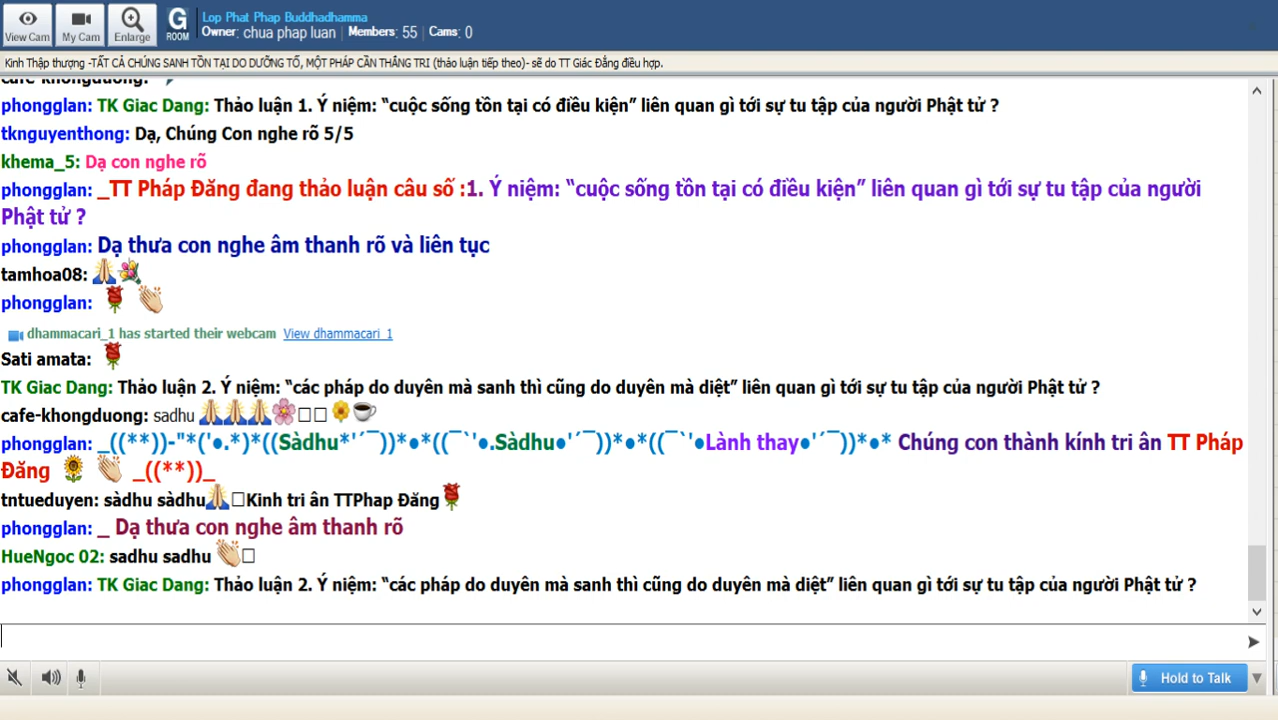 Lop Phat Phap Buddhadhamma
Owner: chua phap luan | Members: 55 | Cams: 0
View Cam
My Cam
Enlarge
G
ROOM
Kinh Thập thượng -TẤT CẢ CHÚNG SANH TỒN TẠI DO DƯỠNG TỐ, MỘT PHÁP CẦN THẮNG TRI (thảo luận tiếp theo)- sẽ do TT Giác Đẳng điều hợp.
cafe-khongduong:
phongglan: TK Giac Dang: Thảo luận 1. Ý niệm: “cuộc sống tồn tại có điều kiện” liên quan gì tới sự tu tập của người Phật tử ?
tknguyenthong: Dạ, Chúng Con nghe rõ 5/5
khema_5: Dạ con nghe rõ
phongglan: _TT Pháp Đăng đang thảo luận câu số :1. Ý niệm: “cuộc sống tồn tại có điều kiện” liên quan gì tới sự tu tập của người
Phật tử ?
phongglan: Dạ thưa con nghe âm thanh rõ và liên tục
tamhoa08: 🙏💐
phongglan: 🌹 👏
dhammacari_1 has started their webcam View dhammacari_1
Sati amata: 🌹
TK Giac Dang: Thảo luận 2. Ý niệm: “các pháp do duyên mà sanh thì cũng do duyên mà diệt” liên quan gì tới sự tu tập của người Phật tử ?
cafe-khongduong: sadhu 🙏🙏🙏🌸□□ 🌼☕
phongglan: _((**))-"*('●.*)*((Sàdhu*'´¯))*●*((¯`'●.Sàdhu●'´¯))*●*((¯`'●Lành thay●'´¯))*●* Chúng con thành kính tri ân TT Pháp
Đăng 🌻 👏 _((**))_
tntueduyen: sàdhu sàdhu🙏□Kinh tri ân TTPhap Đăng🌹
phongglan: _ Dạ thưa con nghe âm thanh rõ
HueNgoc 02: sadhu sadhu 👏□
phongglan: TK Giac Dang: Thảo luận 2. Ý niệm: “các pháp do duyên mà sanh thì cũng do duyên mà diệt” liên quan gì tới sự tu tập của người Phật tử ?
Hold to Talk